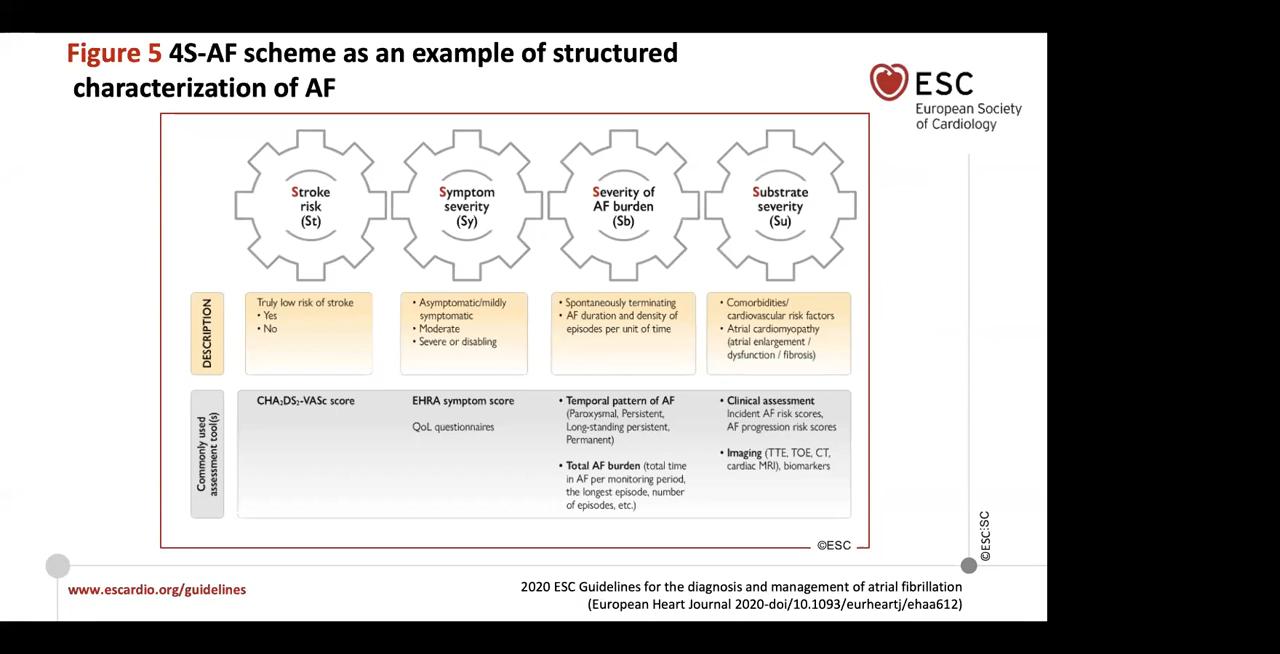 Figure 5 4S-AF scheme as an example of structured
characterization of AF
ESC
European Society
of Cardiology
Stroke
risk
(St)
Symptom
severity
(Sy)
Severity of
AF burden
(Sb)
Substrate
severity
(Su)
DESCRIPTION
Truly low risk of stroke
• Yes
• No
• Asymptomatic/mildly
symptomatic
• Moderate
• Severe or disabling
• Spontaneously terminating
• AF duration and density of
episodes per unit of time
• Comorbidities/
cardiovascular risk factors
• Atrial cardiomyopathy
(atrial enlargement /
dysfunction / fibrosis)
Commonly used
assessment tool(s)
CHA₂DS₂-VASc score
EHRA symptom score
QoL questionnaires
• Temporal pattern of AF
(Paroxysmal, Persistent,
Long-standing persistent,
Permanent)
• Total AF burden (total time
in AF per monitoring period,
the longest episode, number
of episodes, etc.)
• Clinical assessment
Incident AF risk scores,
AF progression risk scores
• Imaging (TTE, TOE, CT,
cardiac MRI), biomarkers
©ESC
©ESC
www.escardio.org/guidelines
2020 ESC Guidelines for the diagnosis and management of atrial fibrillation
(European Heart Journal 2020-doi/10.1093/eurheartj/ehaa612)